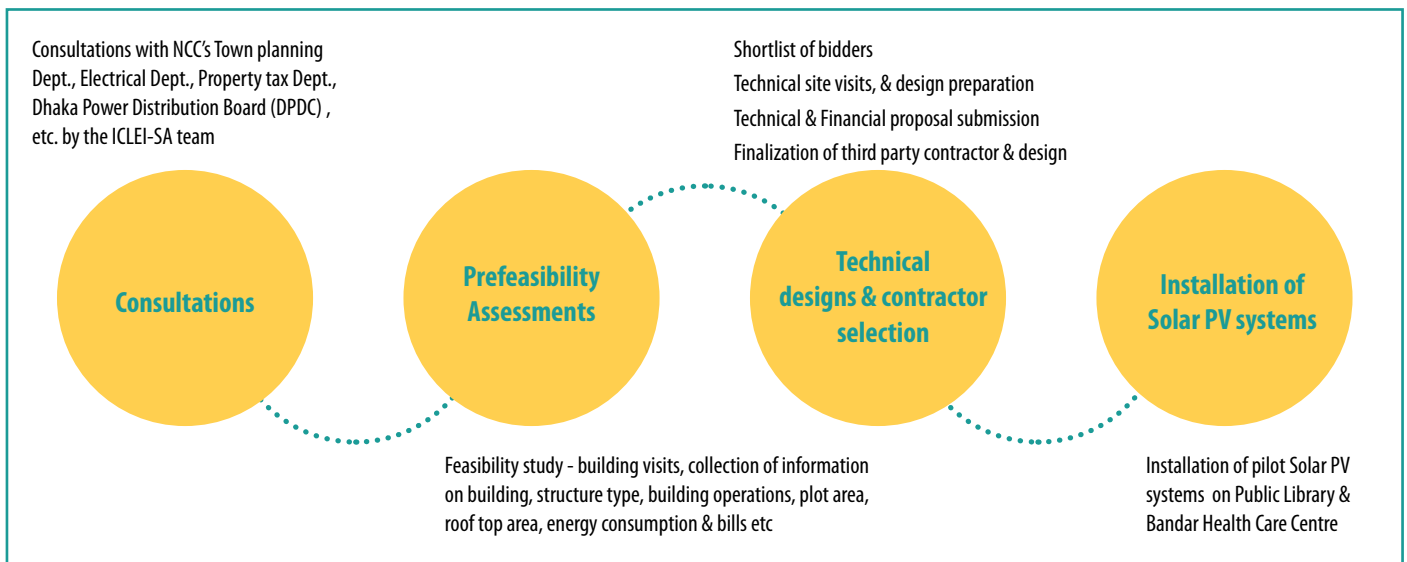 Consultations with NCC's Town planning
Dept., Electrical Dept., Property tax Dept.,
Dhaka Power Distribution Board (DPDC) ,
etc. by the ICLEI-SA team
Consultations
Prefeasibility
Assessments
Feasibility study - building visits, collection of information
on building, structure type, building operations, plot area,
roof top area, energy consumption & bills etc
Shortlist of bidders
Technical site visits, & design preparation
Technical & Financial proposal submission
Finalization of third party contractor & design
Technical
designs & contractor
selection
Installation of
Solar PV systems
Installation of pilot Solar PV
systems on Public Library &
Bandar Health Care Centre